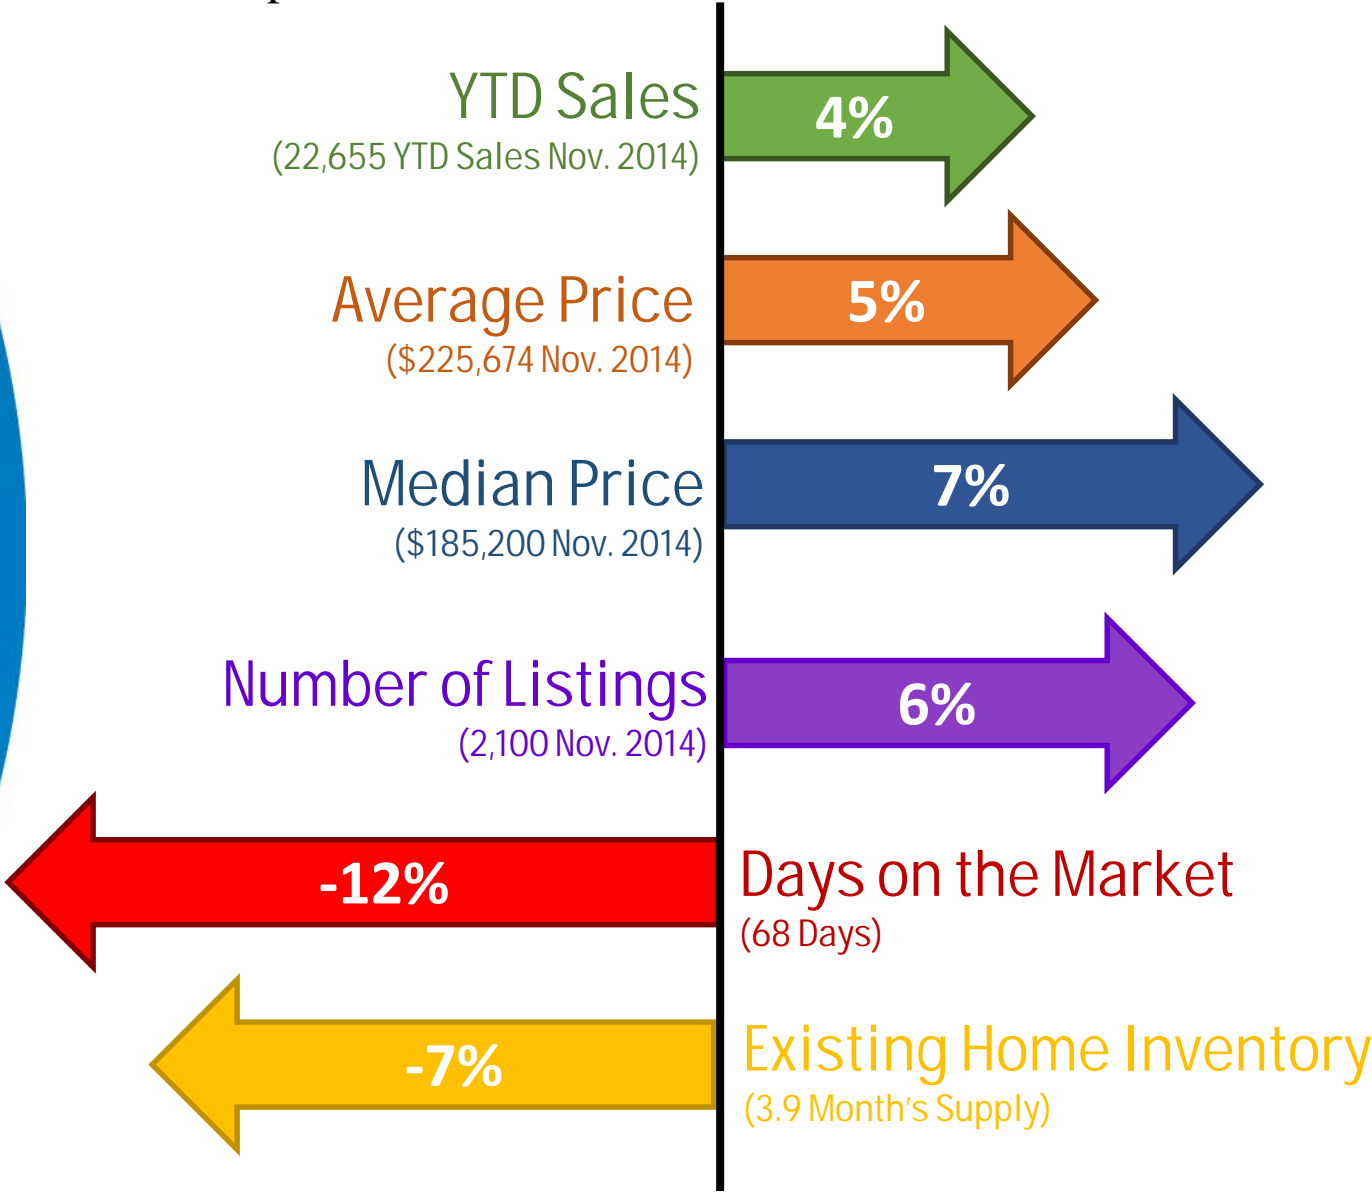 YTD Sales
(22,655 YTD Sales Nov. 2014)
4%
Average Price
($225,674 Nov. 2014)
5%
Median Price
($185,200 Nov. 2014)
7%
Number of Listings
(2,100 Nov. 2014)
6%
-12%
Days on the Market
(68 Days)
-7%
Existing Home Inventory
(3.9 Month's Supply)